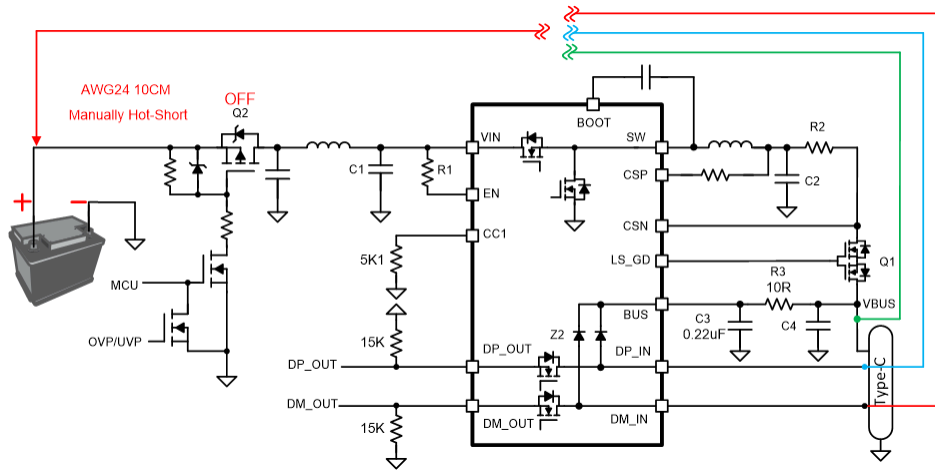 AWG24 10CM
Manually Hot-Short
OFF
Q2
+
−
C1
R1
MCU
OVP/UVP
VIN
EN
CC1
5K1
15K
DP_OUT
DM_OUT
15K
BOOT
SW
CSP
CSN
LS_GD
BUS
Z2
DP_OUT
DP_IN
DM_OUT
DM_IN
R2
C2
Q1
R3
10R
VBUS
C3
0.22uF
C4
Type-C